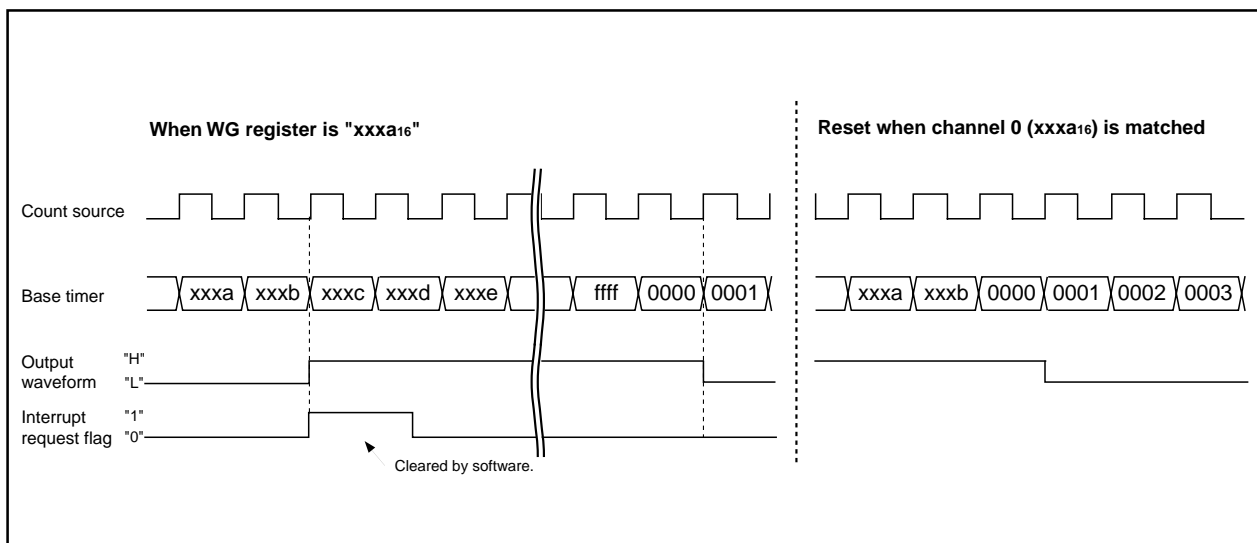 When WG register is "xxxa16"
Reset when channel 0 (xxxa16) is matched
Count source
Base timer
xxxa xxxb xxxc xxxd xxxe ffff 0000 0001
xxxa xxxb 0000 0001 0002 0003
Output "H"
waveform "L"
Interrupt "1"
request flag "0"
Cleared by software.